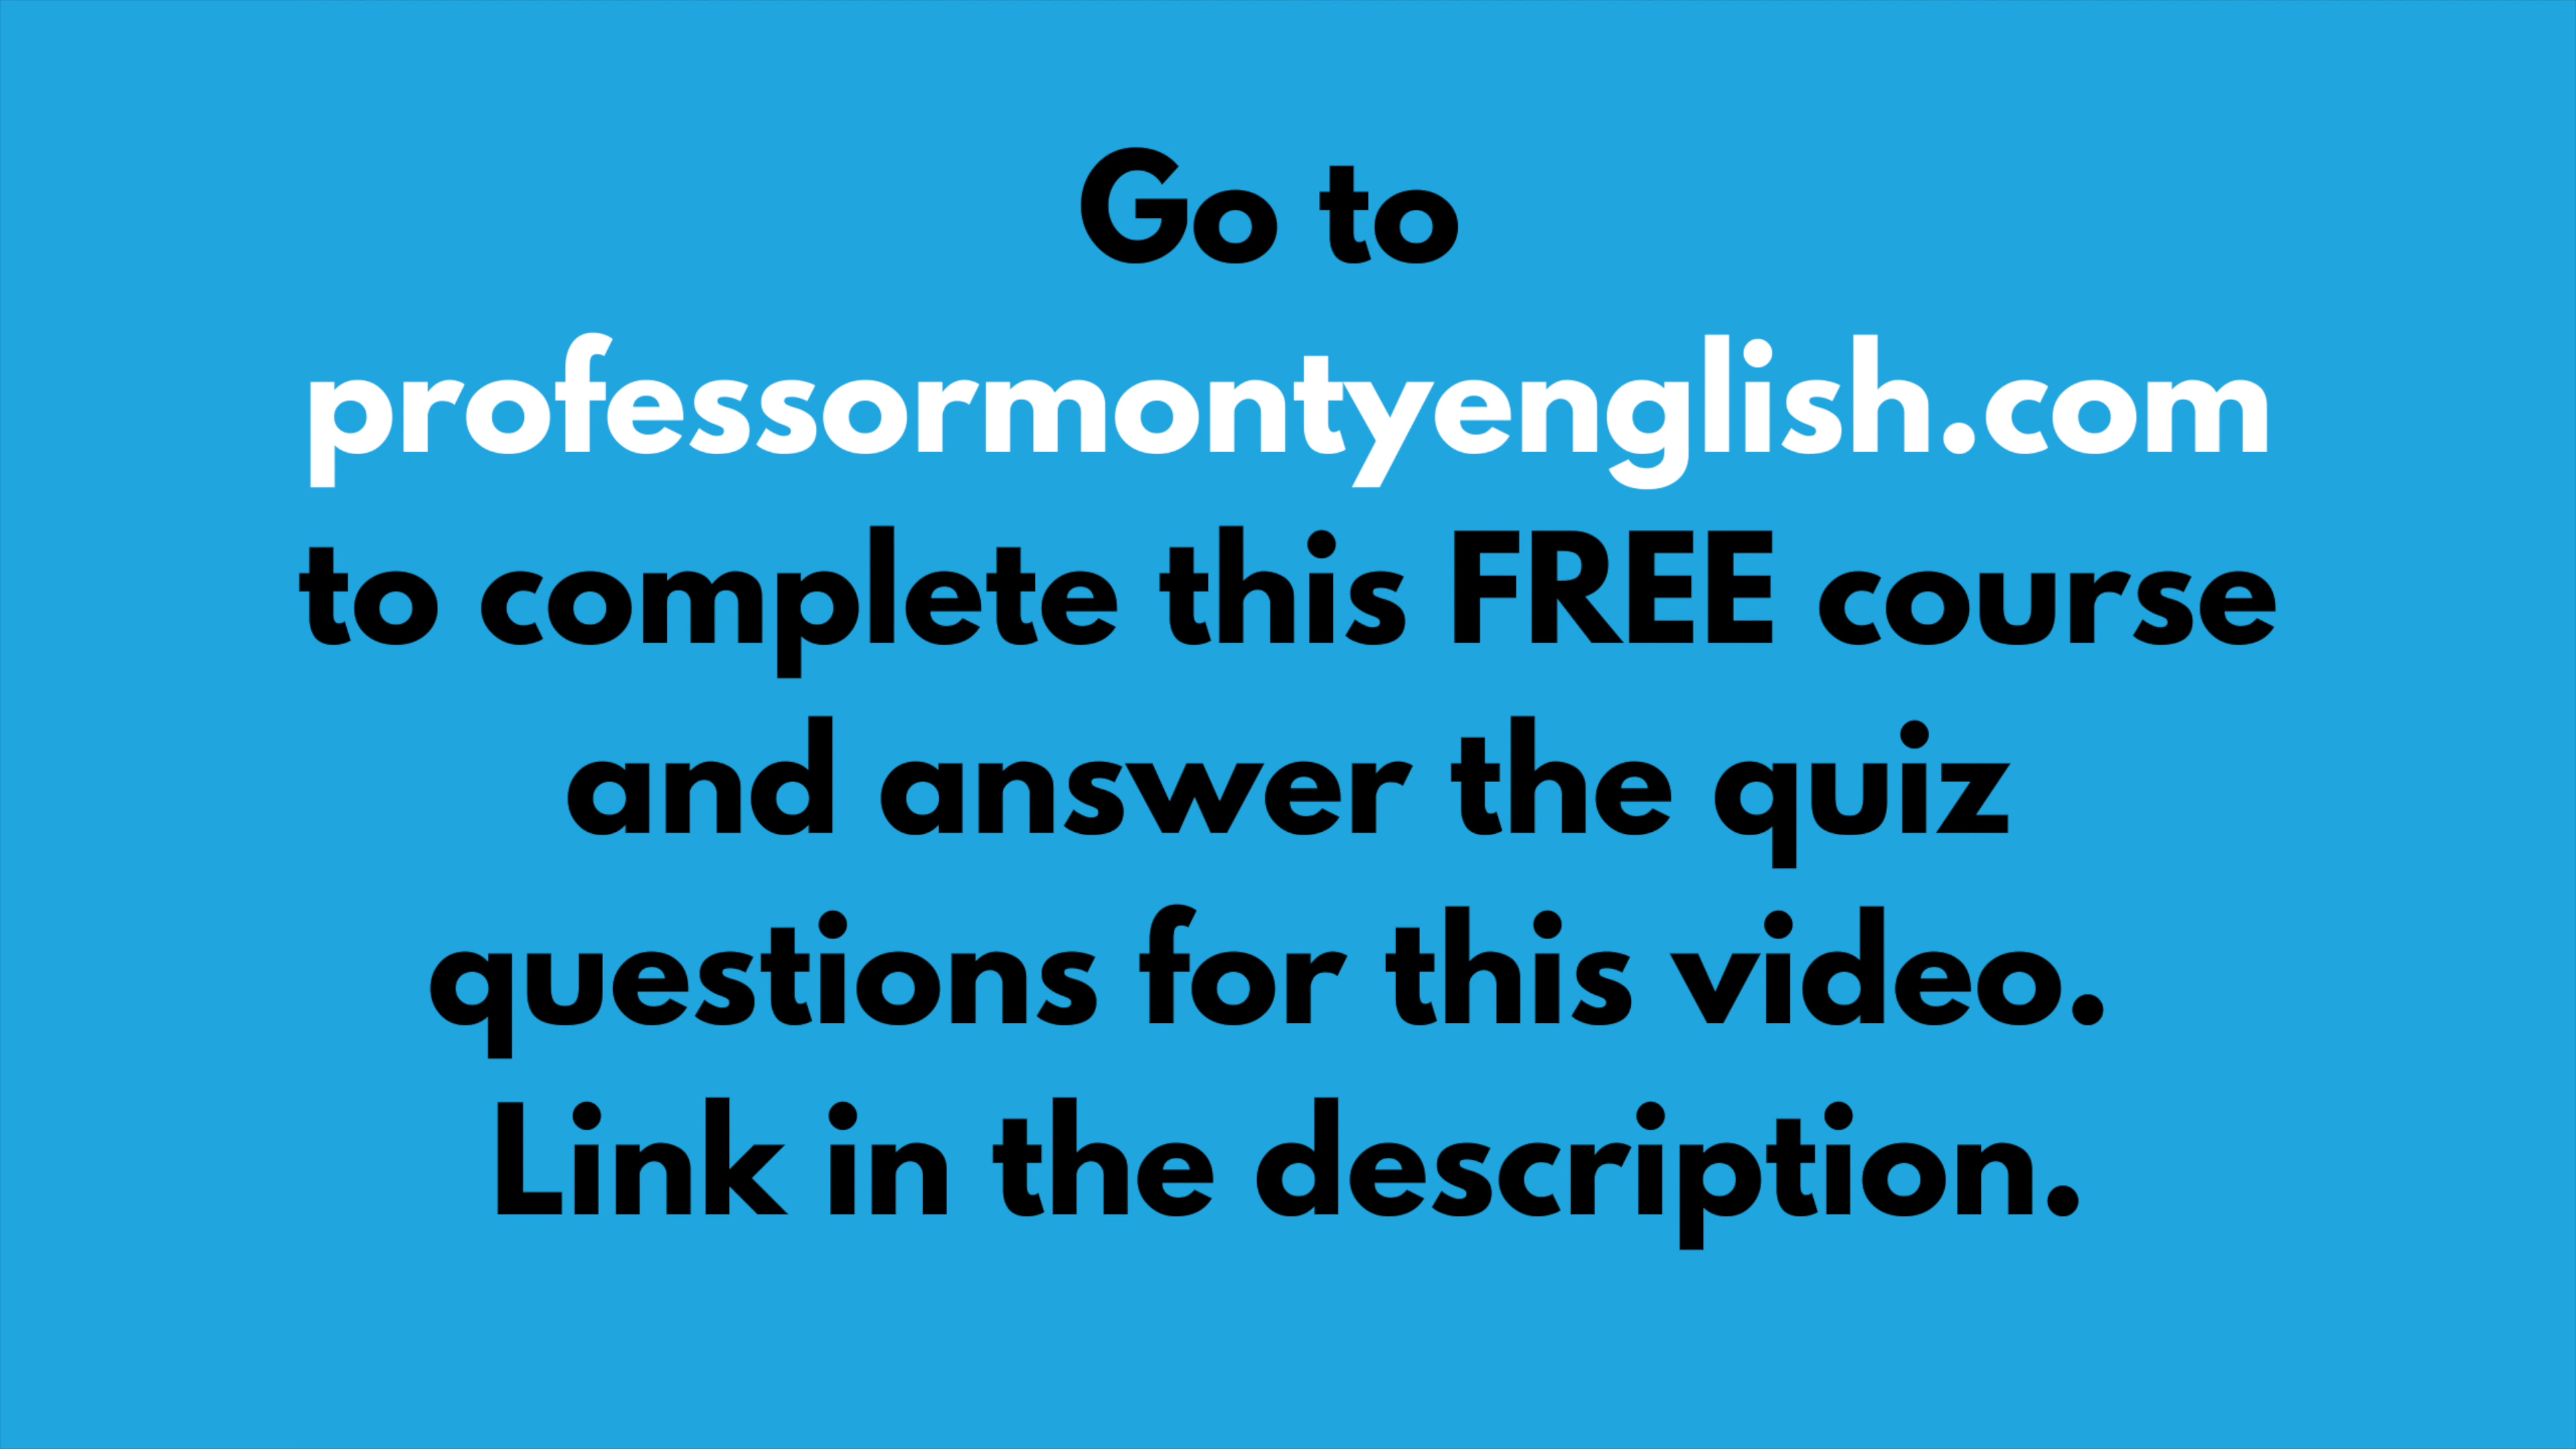 Go to
professormontyenglish.com
to complete this FREE course
and answer the quiz
questions for this video.
Link in the description.